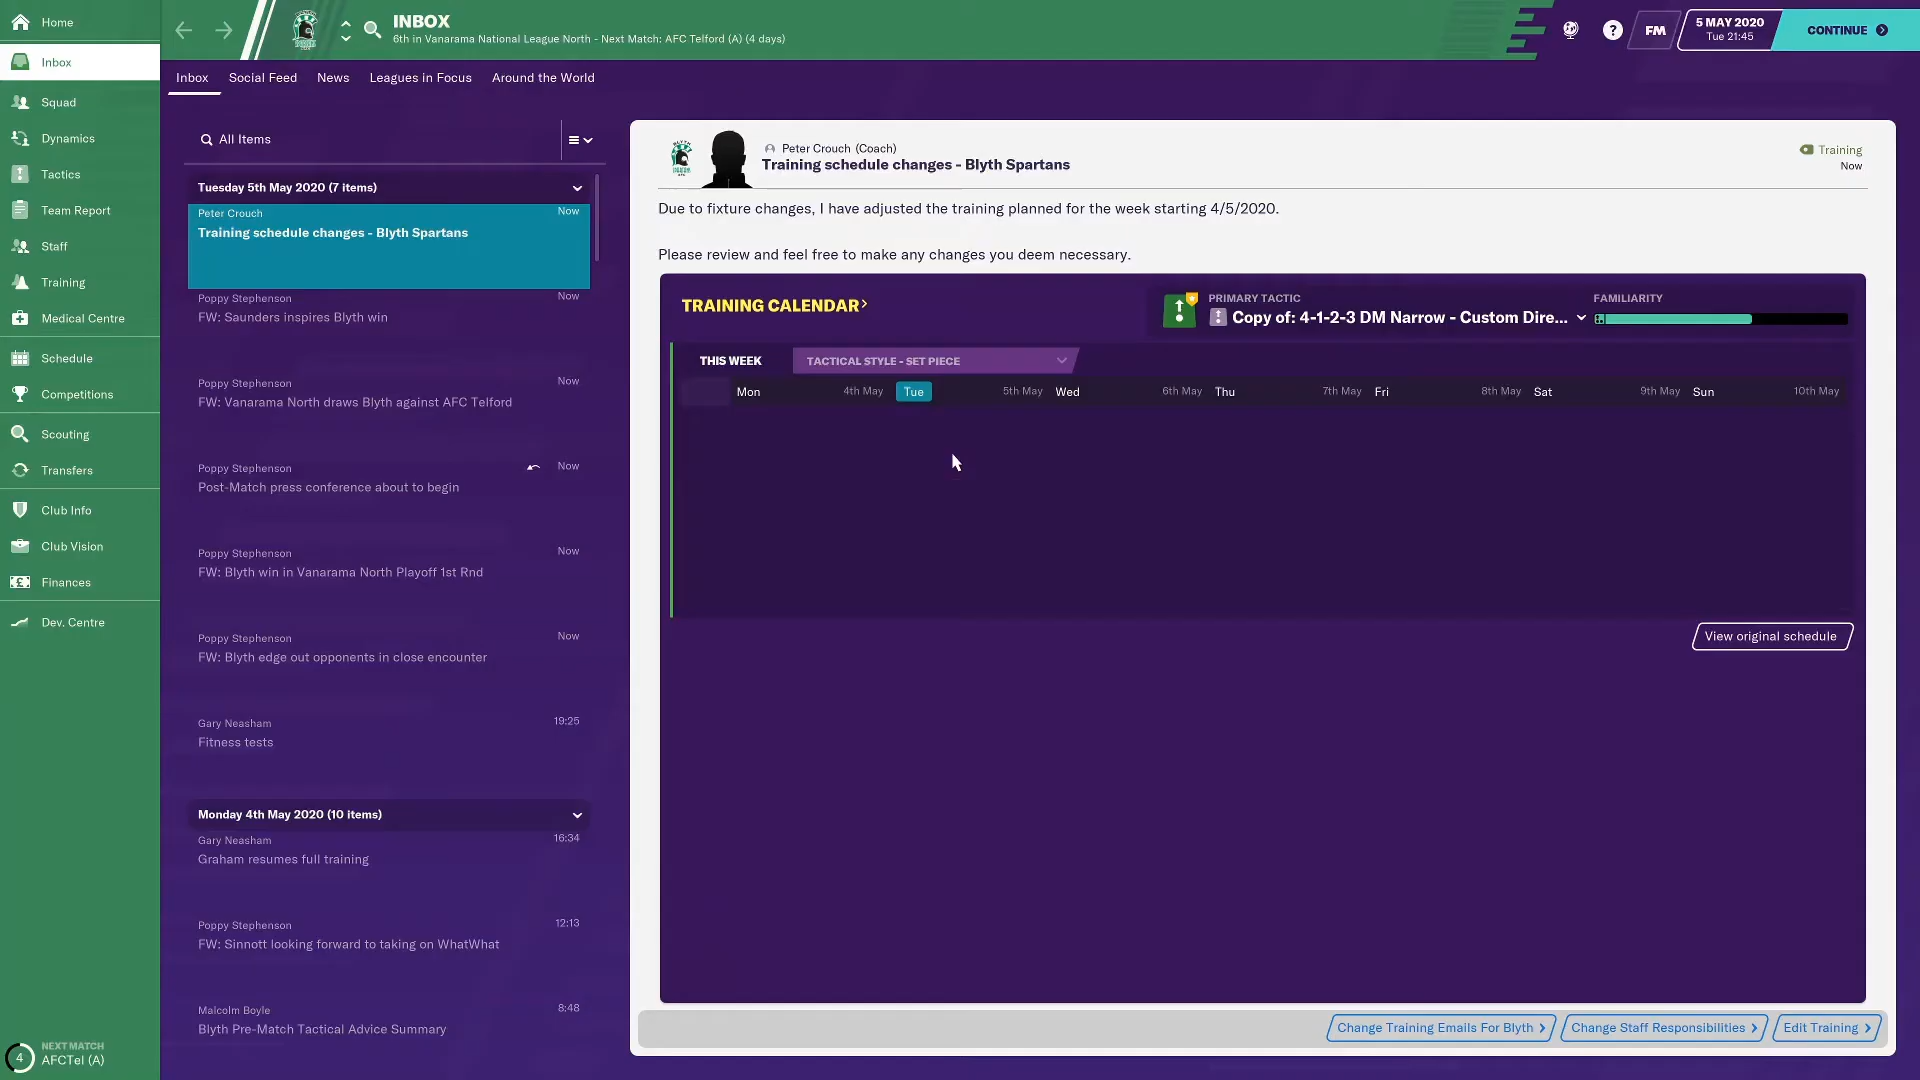 Home
Inbox
Squad
Dynamics
Tactics
Team Report
Staff
Training
Medical Centre
Schedule
Competitions
Scouting
Transfers
Club Info
Club Vision
Finances
Dev. Centre
4
NEXT MATCH
AFCTel (A)
INBOX
6th in Vanarama National League North - Next Match: AFC Telford (A) (4 days)
?
FM
5 MAY 2020
Tue 21:45
CONTINUE
Inbox Social Feed News Leagues in Focus Around the World
All Items
Tuesday 5th May 2020 (7 items)
Peter Crouch Now
Training schedule changes - Blyth Spartans
Poppy Stephenson Now
FW: Saunders inspires Blyth win
Poppy Stephenson Now
FW: Vanarama North draws Blyth against AFC Telford
Poppy Stephenson Now
Post-Match press conference about to begin
Poppy Stephenson Now
FW: Blyth win in Vanarama North Playoff 1st Rnd
Poppy Stephenson Now
FW: Blyth edge out opponents in close encounter
Gary Neasham 19:25
Fitness tests
Monday 4th May 2020 (10 items)
Gary Neasham 16:34
Graham resumes full training
Poppy Stephenson 12:13
FW: Sinnott looking forward to taking on WhatWhat
Malcolm Boyle 8:48
Blyth Pre-Match Tactical Advice Summary
Peter Crouch (Coach)
Training schedule changes - Blyth Spartans
Training
Now
Due to fixture changes, I have adjusted the training planned for the week starting 4/5/2020.
Please review and feel free to make any changes you deem necessary.
TRAINING CALENDAR>
PRIMARY TACTIC
Copy of: 4-1-2-3 DM Narrow - Custom Dire...
FAMILIARITY
THIS WEEK TACTICAL STYLE - SET PIECE
Mon 4th May Tue 5th May Wed 6th May Thu 7th May Fri 8th May Sat 9th May Sun 10th May
View original schedule
Change Training Emails For Blyth > Change Staff Responsibilities > Edit Training >